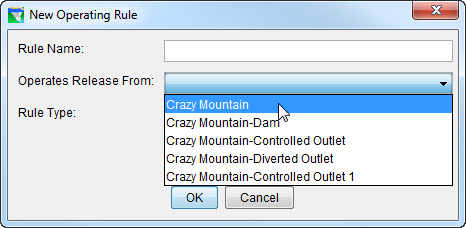 New Operating Rule
Rule Name:
Operates Release From:
Crazy Mountain
Crazy Mountain-Dam
Rule Type:
Crazy Mountain-Controlled Outlet
Crazy Mountain-Diverted Outlet
Crazy Mountain-Controlled Outlet 1
OK
Cancel